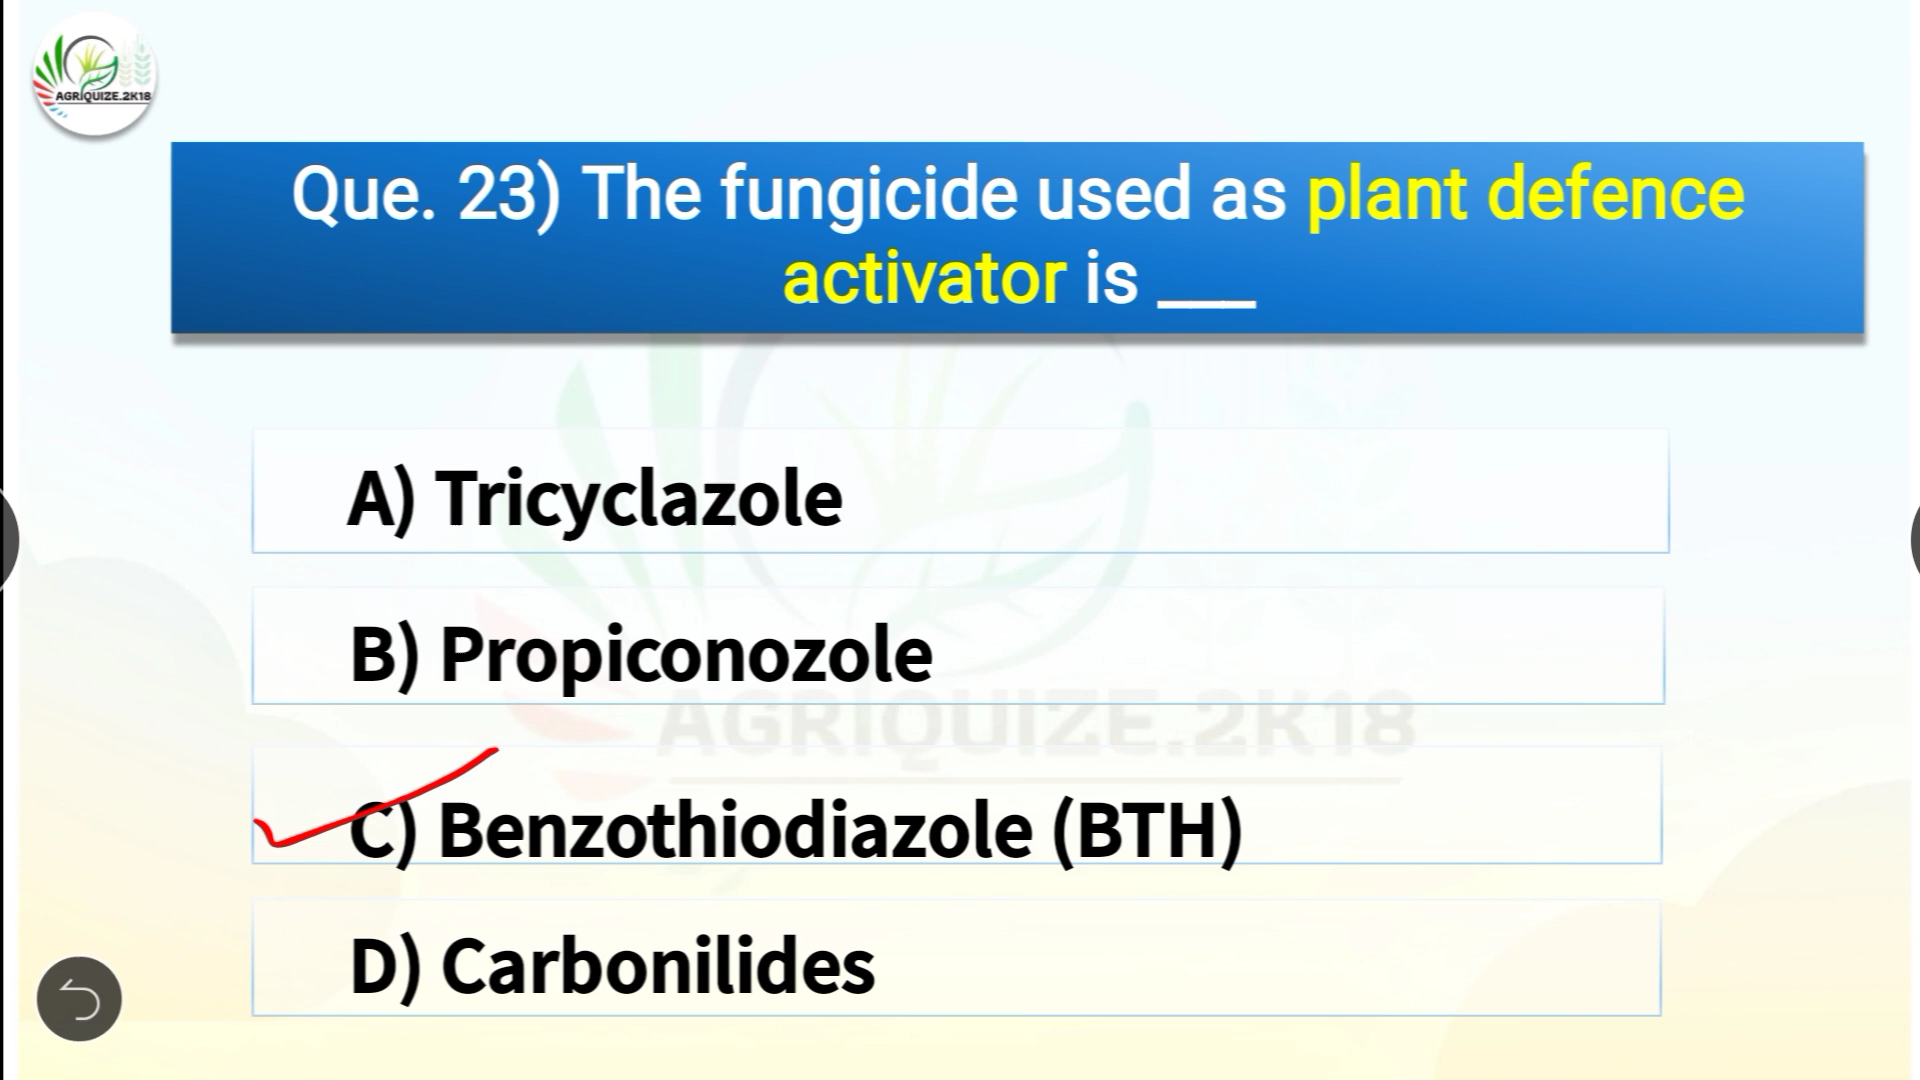 AGRIQUIZE.2K18
Que. 23) The fungicide used as plant defence
activator is ___
A) Tricyclazole
B) Propiconozole
AGRIQUIZE.2K18
C) Benzothiodiazole (BTH)
D) Carbonilides